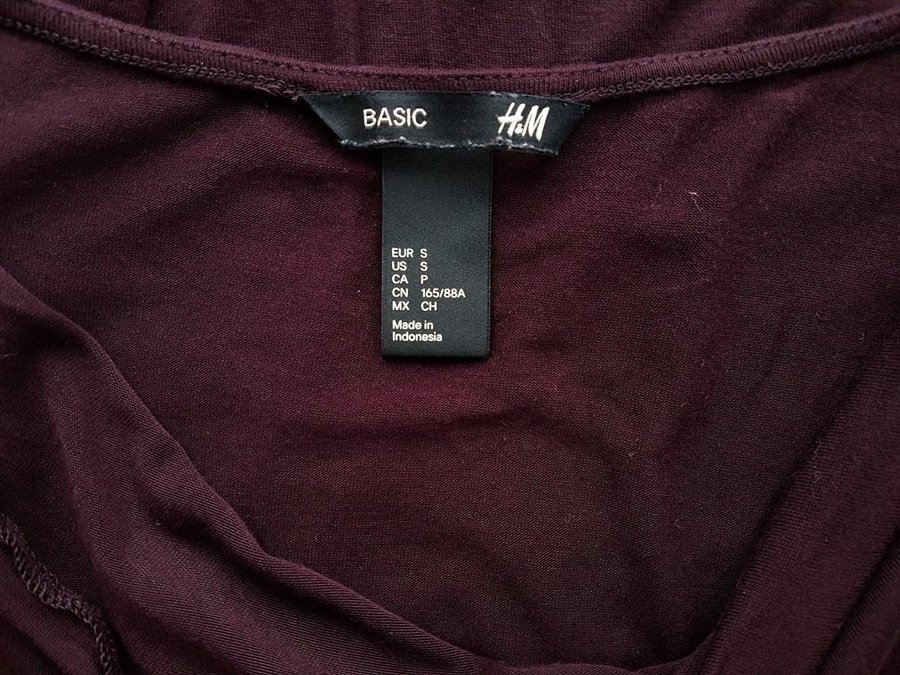 BASIC H&M
EUR S
US S
CA P
CN 165/88A
MX CH
Made in
Indonesia